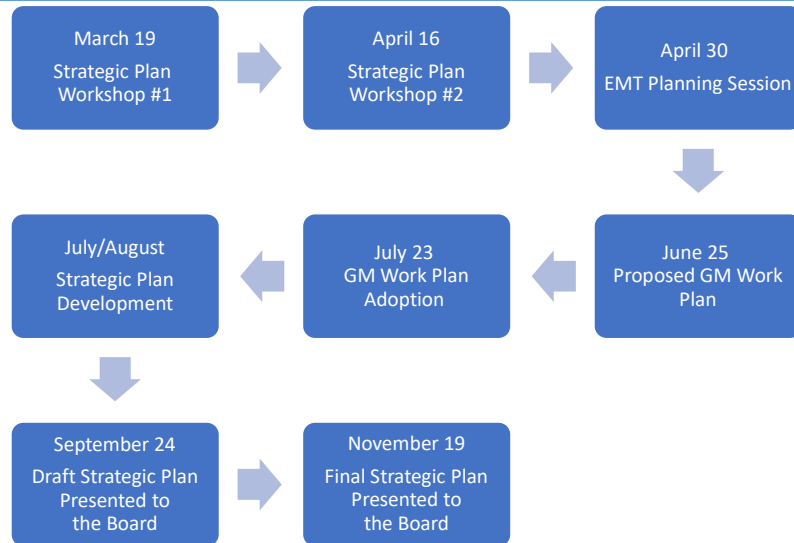 March 19
Strategic Plan
Workshop #1
April 16
Strategic Plan
Workshop #2
April 30
EMT Planning Session
June 25
Proposed GM Work
Plan
July 23
GM Work Plan
Adoption
July/August
Strategic Plan
Development
September 24
Draft Strategic Plan
Presented to
the Board
November 19
Final Strategic Plan
Presented to
the Board